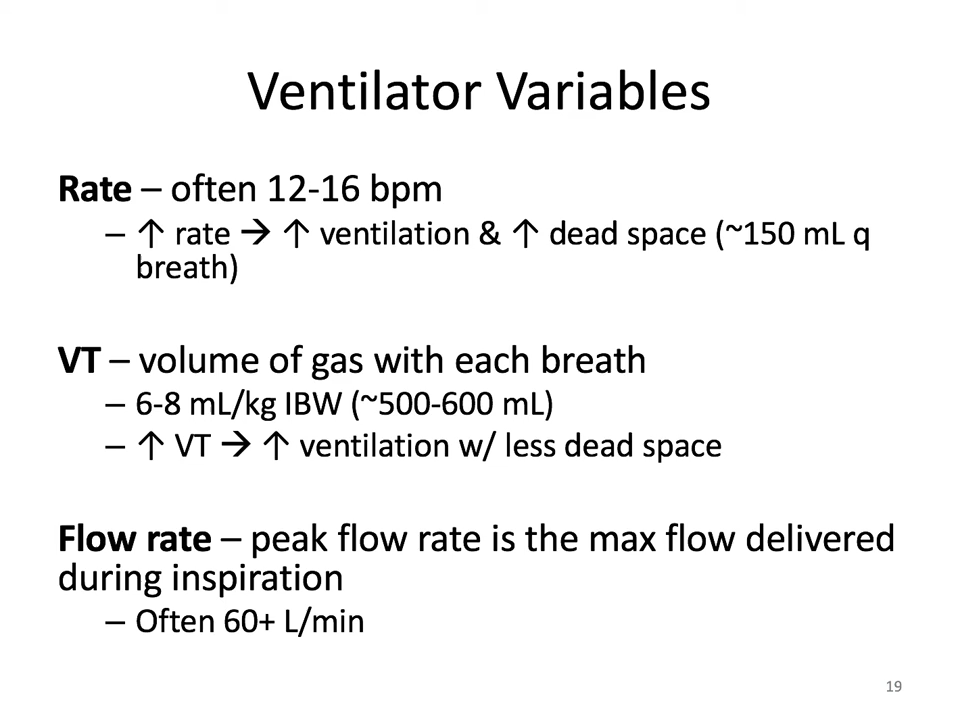 Ventilator Variables
Rate – often 12-16 bpm
– ↑ rate → ↑ ventilation & ↑ dead space (~150 mL q
breath)
VT – volume of gas with each breath
– 6-8 mL/kg IBW (~500-600 mL)
– ↑ VT → ↑ ventilation w/ less dead space
Flow rate – peak flow rate is the max flow delivered
during inspiration
– Often 60+ L/min
19